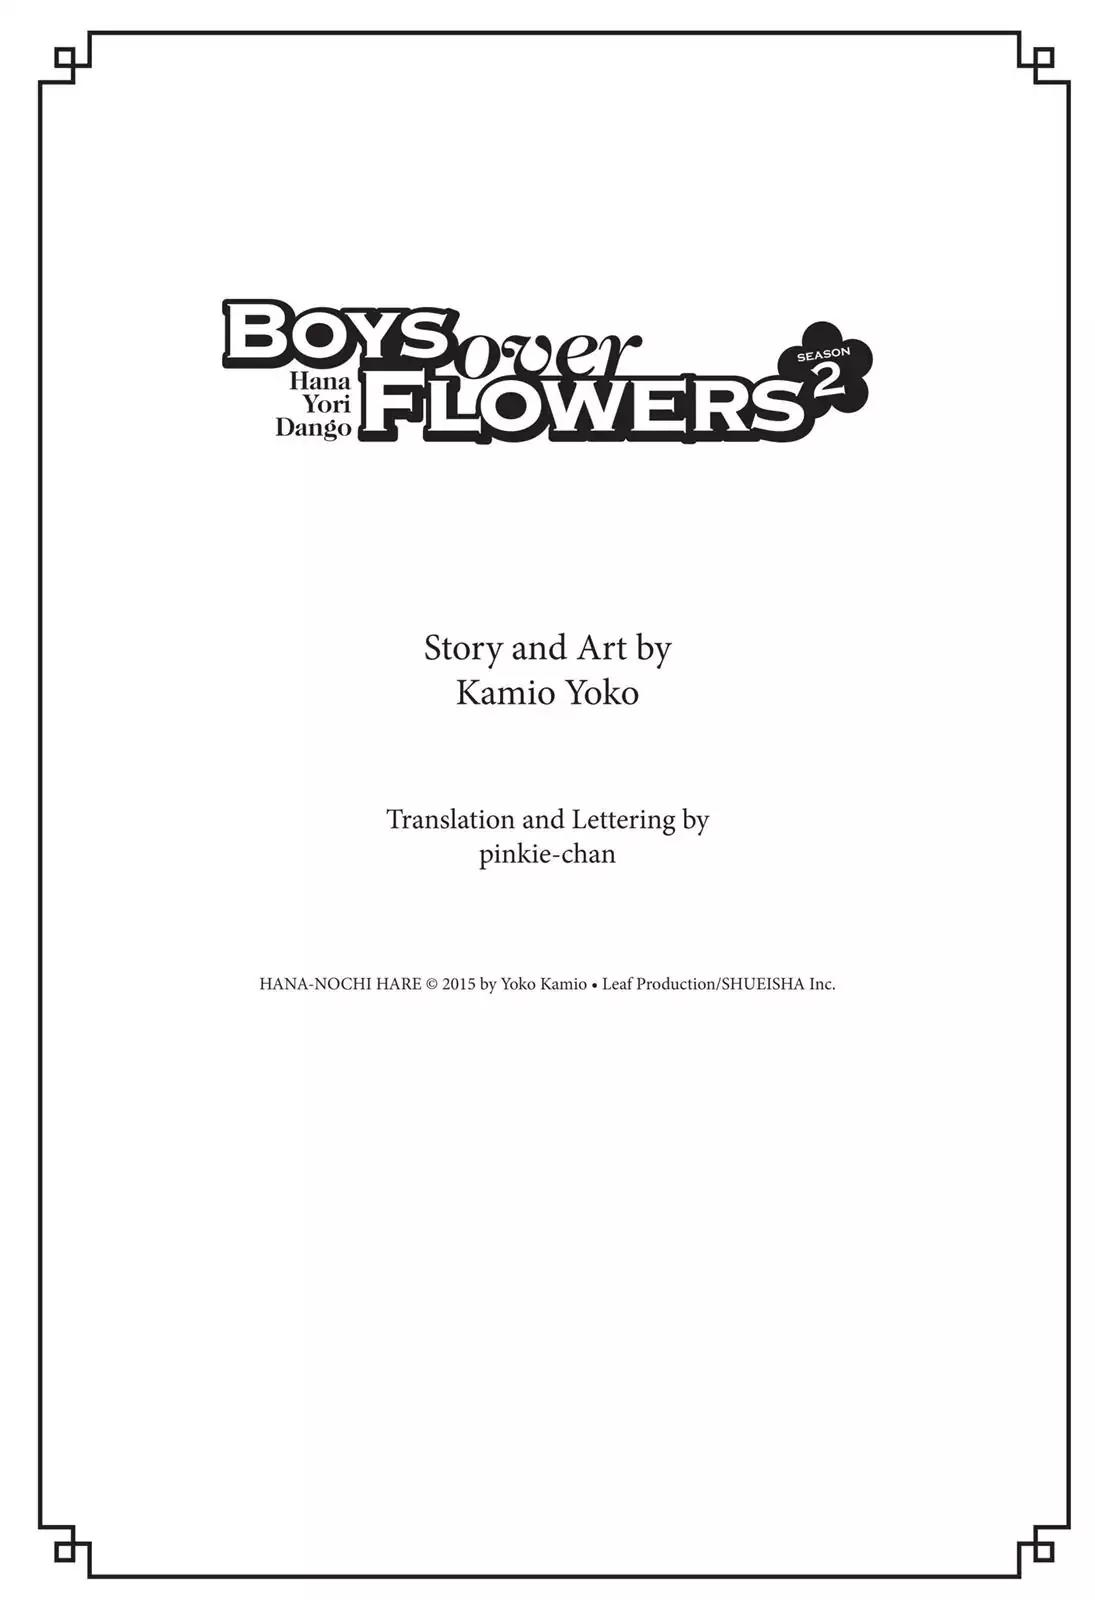 BOYS over
Hana
Yori
Dango
FLOWERS
SEASON
2
Story and Art by
Kamio Yoko
Translation and Lettering by
pinkie-chan
HANA-NOCHI HARE © 2015 by Yoko Kamio • Leaf Production/SHUEISHA Inc.